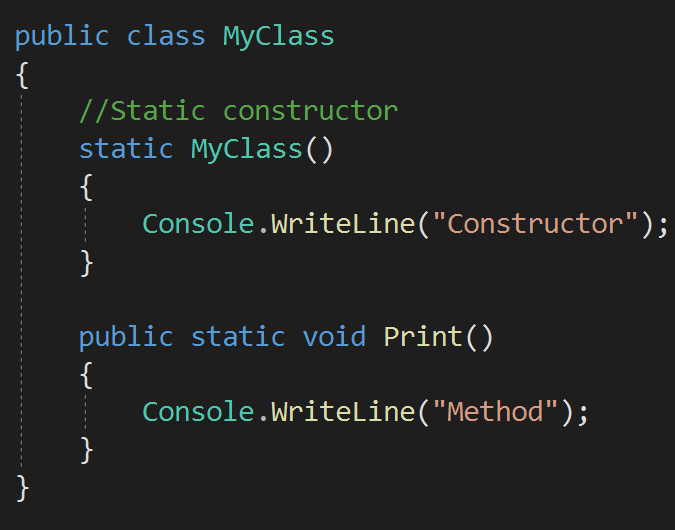 public class MyClass
{
    //Static constructor
    static MyClass()
    {
        Console.WriteLine("Constructor");
    }

    public static void Print()
    {
        Console.WriteLine("Method");
    }
}